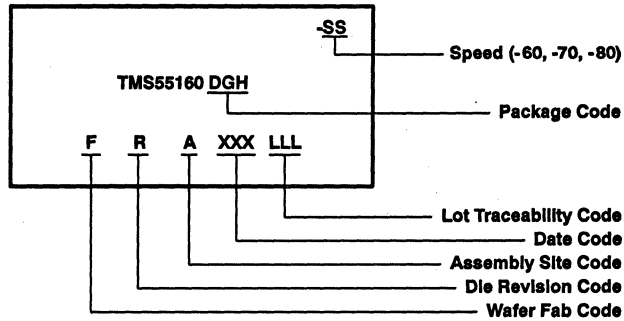 -SS
Speed (-60, -70, -80)
TMS55160 DGH
Package Code
F R A XXX LLL
Lot Traceability Code
Date Code
Assembly Site Code
Die Revision Code
Wafer Fab Code